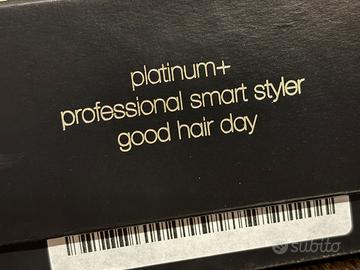 platinum+
professional smart styler
good hair day
subito